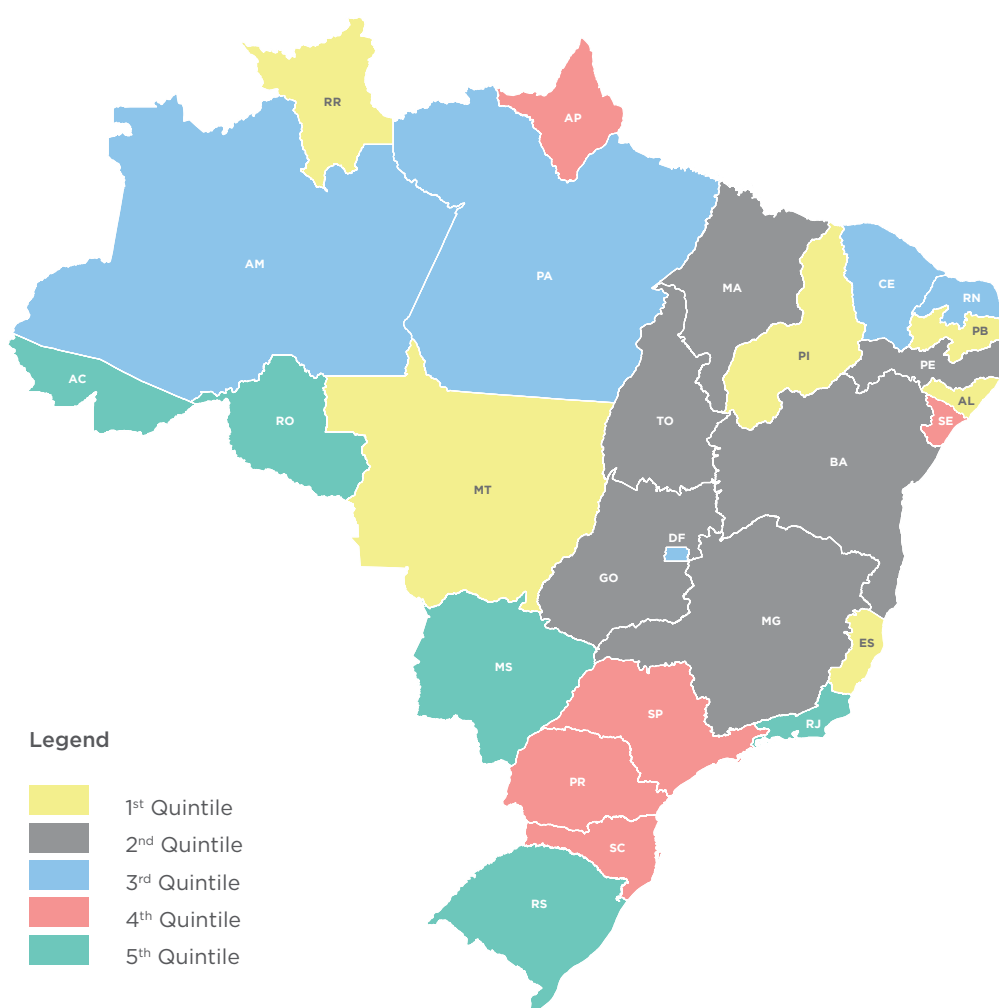 RR
AP
AM
PA
MA
CE
RN
PB
PI
PE
AC
AL
RO
TO
SE
BA
MT
DF
GO
MG
ES
MS
SP
RJ
PR
SC
RS
Legend
1st Quintile
2nd Quintile
3rd Quintile
4th Quintile
5th Quintile